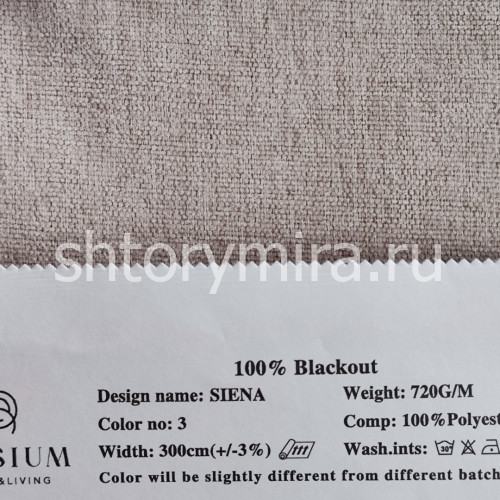 shtorymira.ru
100% Blackout
Design name: SIENA Weight: 720G/M
Color no: 3 Comp: 100%Polyest
Width: 300cm(+/-3%) Wash.ints: 30°
Color will be slightly different from different batch
SIUM
&LIVING